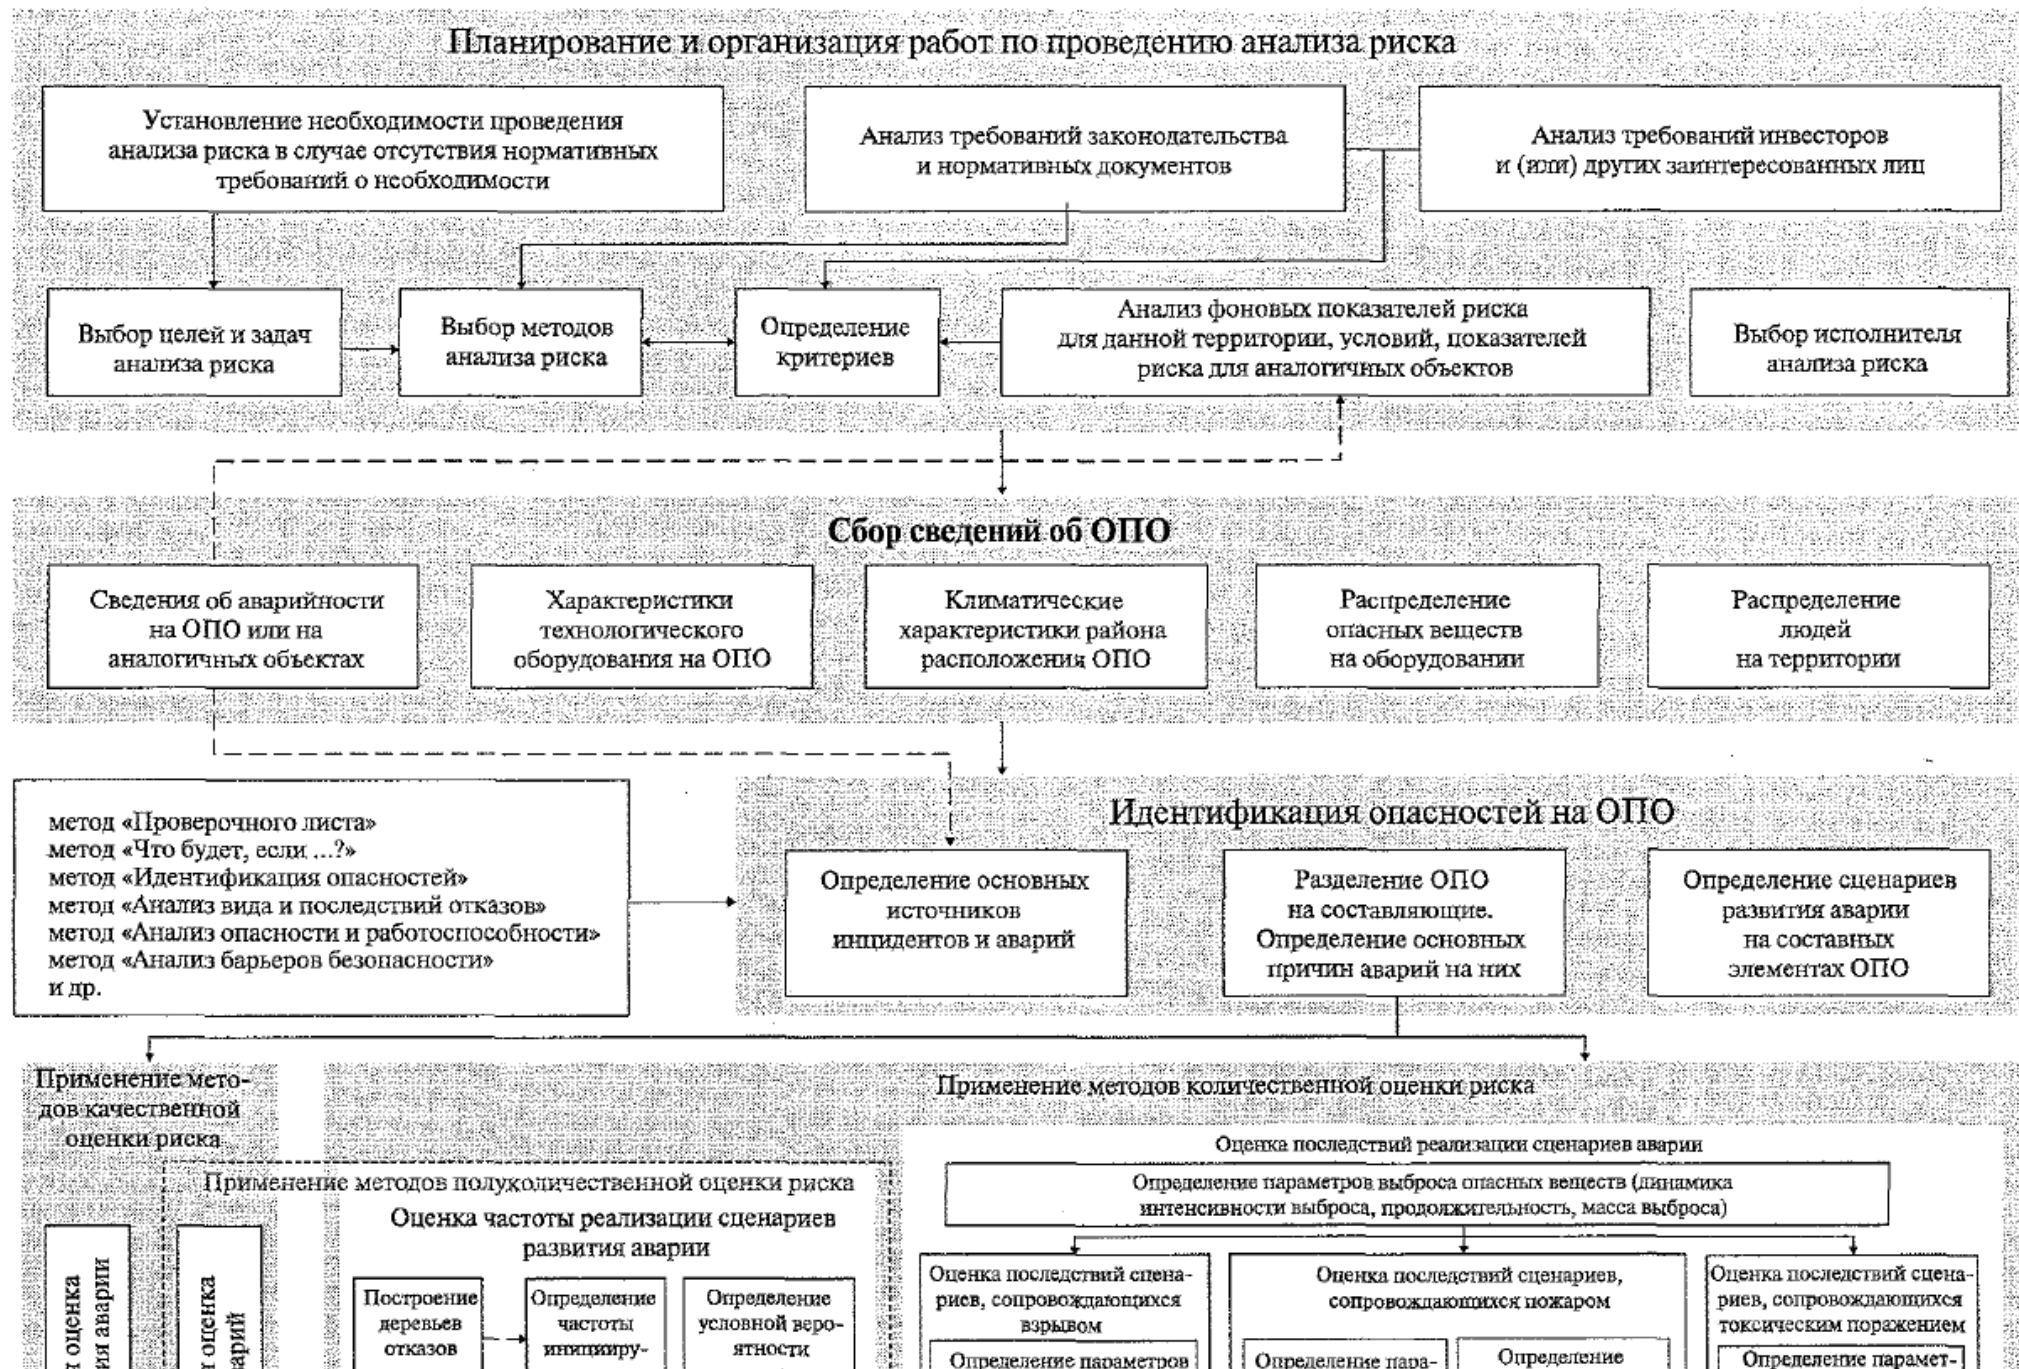 Планирование и организация работ по проведению анализа риска
Установление необходимости проведения
анализа риска в случае отсутствия нормативных
требований о необходимости
Анализ требований законодательства
и нормативных документов
Анализ требований инвесторов
и (или) других заинтересованных лиц
Выбор целей и задач
анализа риска
Выбор методов
анализа риска
Определение
критериев
Анализ фоновых показателей риска
для данной территории, условий, показателей
риска для аналогичных объектов
Выбор исполнителя
анализа риска
Сбор сведений об ОПО
Сведения об аварийности
на ОПО или на
аналогичных объектах
Характеристики
технологического
оборудования на ОПО
Климатические
характеристики района
расположения ОПО
Распределение
опасных веществ
на оборудовании
Распределение
людей
на территории
метод «Проверочного листа»
метод «Что будет, если ...?»
метод «Идентификация опасностей»
метод «Анализ вида и последствий отказов»
метод «Анализ опасности и работоспособности»
метод «Анализ барьеров безопасности»
и др.
Идентификация опасностей на ОПО
Определение основных
источников
инцидентов и аварий
Разделение ОПО
на составляющие.
Определение основных
причин аварий на них
Определение сценариев
развития аварии
на составных
элементах ОПО
Применение мето-
дов качественной
оценки риска
Применение методов количественной оценки риска
Применение методов полуколичественной оценки риска
оценка
аварии
оценка
Оценка частоты реализации сценариев
развития аварии
Построение
деревьев
отказов
Определение
частоты
иницииру-
Определение
условной веро-
ятности
Оценка последствий реализации сценариев аварии
Определение параметров выброса опасных веществ (динамика
интенсивности выброса, продолжительность, масса выброса)
Оценка последствий сцена-
риев, сопровождающихся
взрывом
Определение параметров
Оценка последствий сценариев,
сопровождающихся пожаром
Определение пара-
Определение
Оценка последствий сцена-
риев, сопровождающихся
токсическим поражением
Определение парамет-